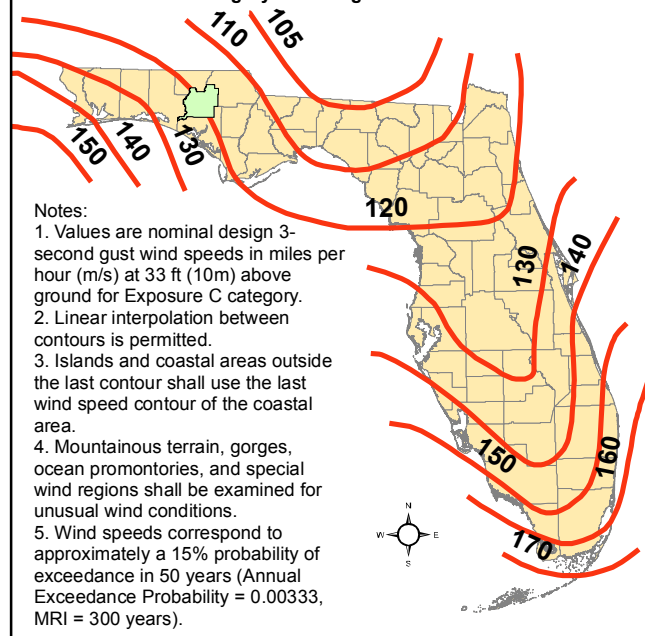 105
110
120
130
140
150
130
140
150
160
170
Notes:
1. Values are nominal design 3-
second gust wind speeds in miles per
hour (m/s) at 33 ft (10m) above
ground for Exposure C category.
2. Linear interpolation between
contours is permitted.
3. Islands and coastal areas outside
the last contour shall use the last
wind speed contour of the coastal
area.
4. Mountainous terrain, gorges,
ocean promontories, and special
wind regions shall be examined for
unusual wind conditions.
5. Wind speeds correspond to
approximately a 15% probability of
exceedance in 50 years (Annual
Exceedance Probability = 0.00333,
MRI = 300 years).
N
W E
S